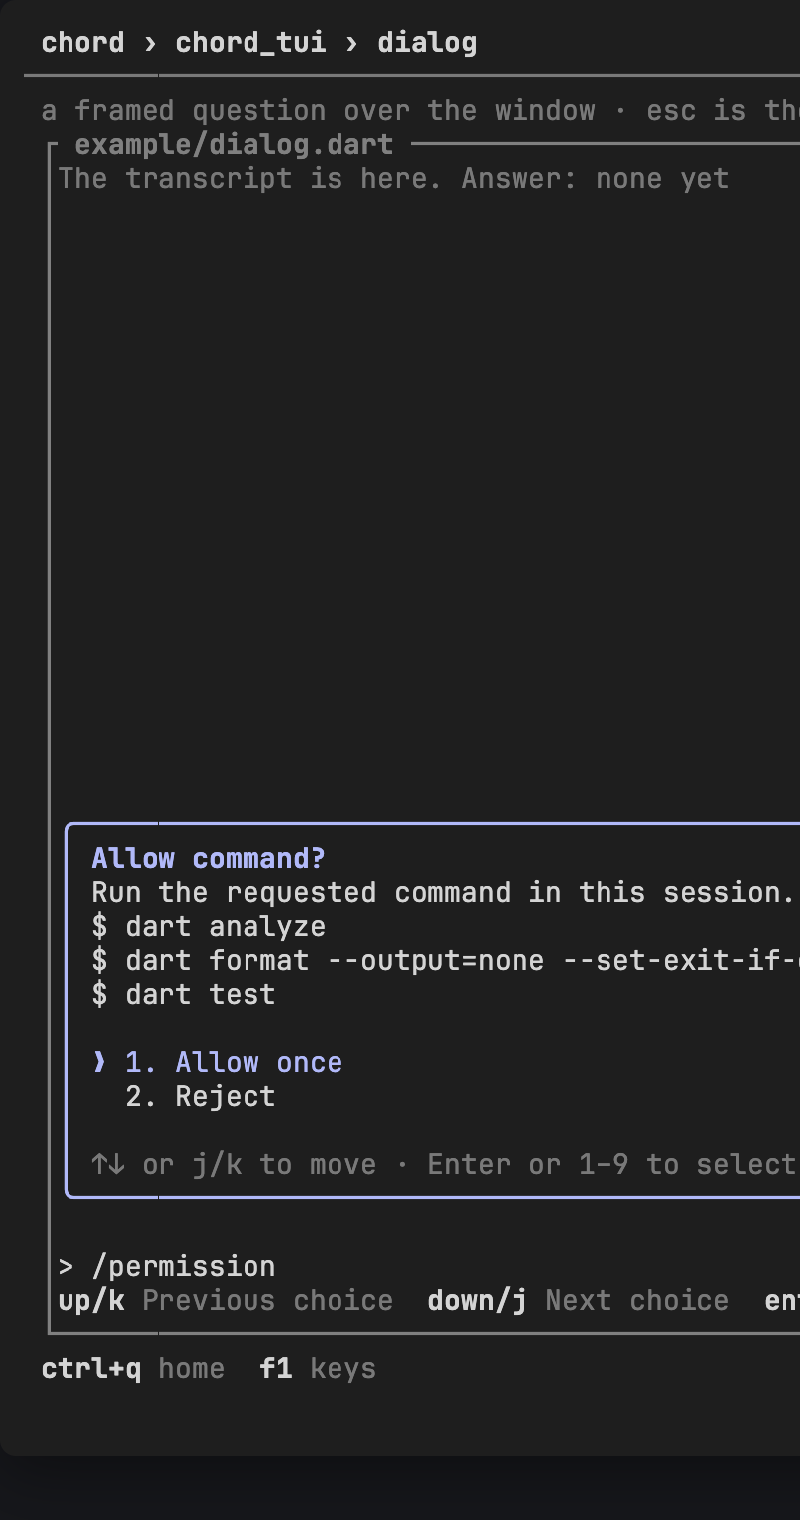 chord › chord_tui › dialog
a framed question over the window · esc is
example/dialog.dart
The transcript is here. Answer: none yet
Allow command?
Run the requested command in this session.
$ dart analyze
$ dart format --output=none --set-exit-if-
$ dart test
❯ 1. Allow once
2. Reject
↑↓ or j/k to move · Enter or 1-9 to select
> /permission
up/k Previous choice down/j Next choice
ctrl+q home f1 keys